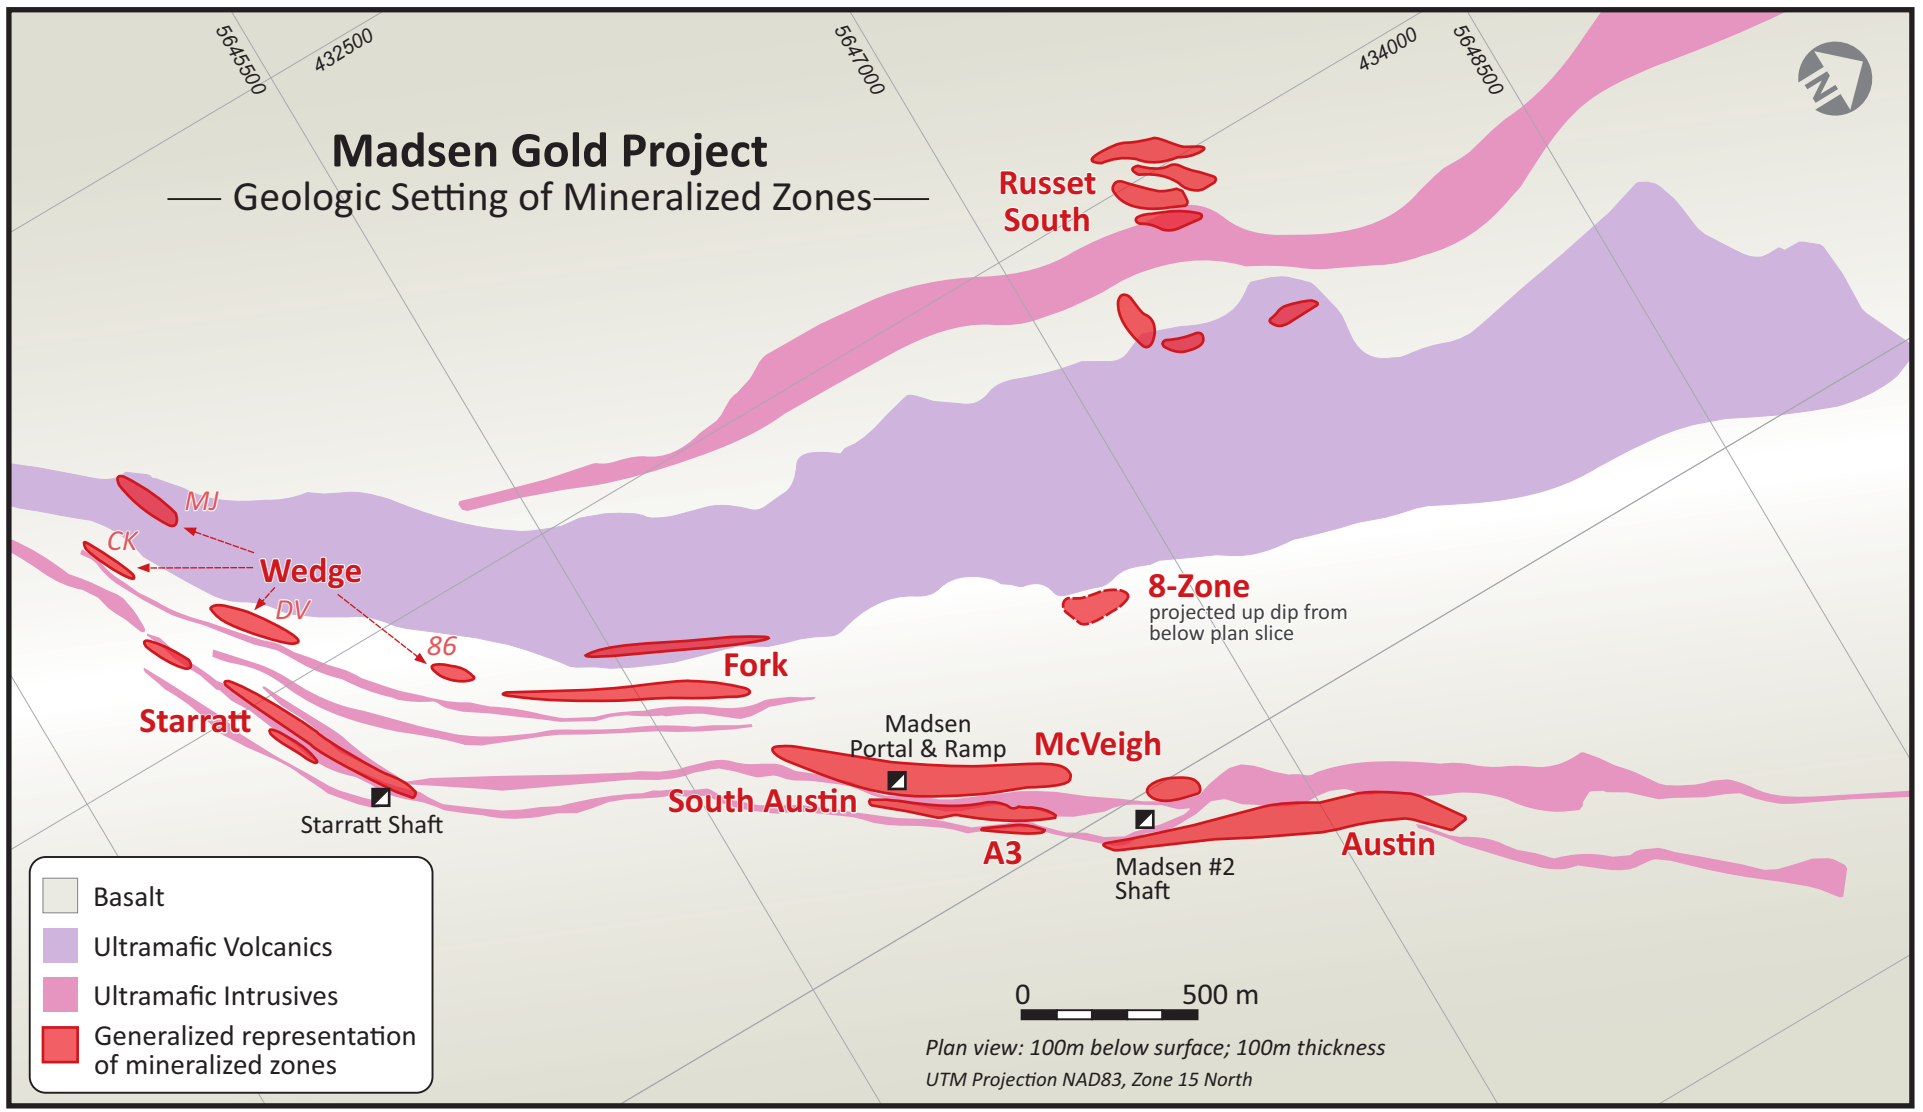 5645500
432500
5647000
434000
5648500
N
Madsen Gold Project
Geologic Setting of Mineralized Zones
Russet
South
MJ
CK
Wedge
DV
86
8-Zone
projected up dip from
below plan slice
Fork
Starratt
Madsen
Portal & Ramp
McVeigh
South Austin
Starratt Shaft
A3
Austin
Madsen #2
Shaft
Basalt
Ultramafic Volcanics
Ultramafic Intrusives
Generalized representation
of mineralized zones
0 500 m
Plan view: 100m below surface; 100m thickness
UTM Projection NAD83, Zone 15 North